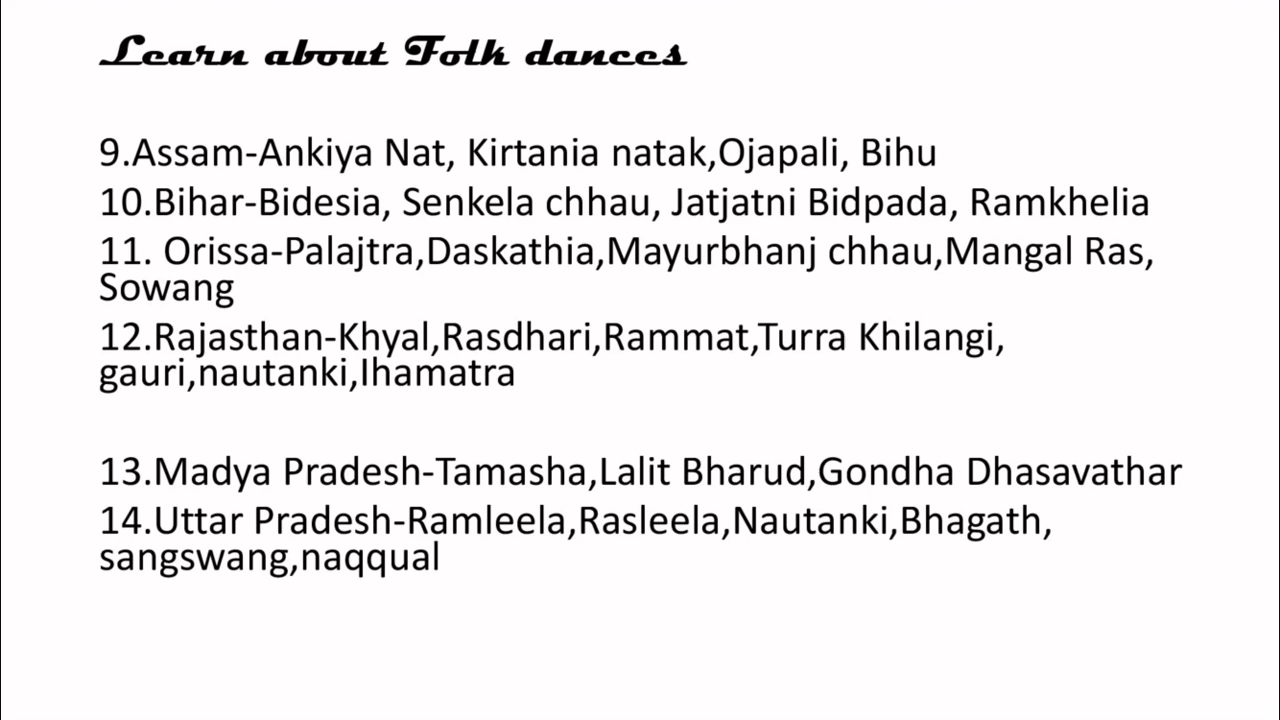 Learn about Folk dances
9.Assam-Ankiya Nat, Kirtania natak,Ojapali, Bihu
10.Bihar-Bidesia, Senkela chhau, Jatjatni Bidpada, Ramkhelia
11. Orissa-Palajtra,Daskathia,Mayurbhanj chhau,Mangal Ras,
Sowang
12.Rajasthan-Khyal,Rasdhari,Rammat,Turra Khilangi,
gauri,nautanki,Ihamatra
13.Madya Pradesh-Tamasha,Lalit Bharud,Gondha Dhasavathar
14.Uttar Pradesh-Ramleela,Rasleela,Nautanki,Bhagath,
sangswang,naqqual